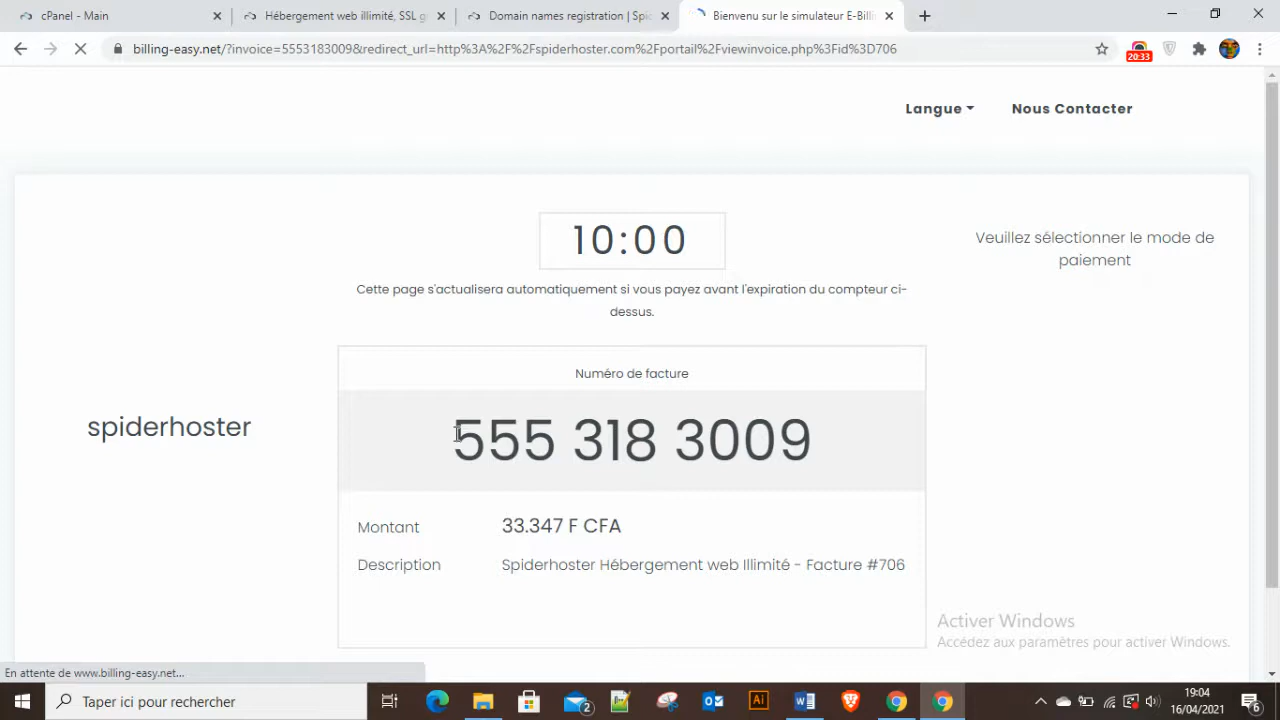 cPanel - Main
Hébergement web illimité, SSL g
Domain names registration | Spi
Bienvenu sur le simulateur E-Billi
billing-easy.net/?invoice=5553183009&redirect_url=http%3A%2F%2Fspiderhoster.com%2Fportail%2Fviewinvoice.php%3Fid%3D706
20:33
Langue
Nous Contacter
10:00
Cette page s'actualisera automatiquement si vous payez avant l'expiration du compteur ci-
dessus.
Veuillez sélectionner le mode de
paiement
Numéro de facture
spiderhoster
555 318 3009
Montant 33.347 F CFA
Description Spiderhoster Hébergement web Illimité - Facture #706
Activer Windows
Accédez aux paramètres pour activer Windows.
En attente de www.billing-easy.net...
Taper ici pour rechercher
2
Ai
19:04
16/04/2021
6